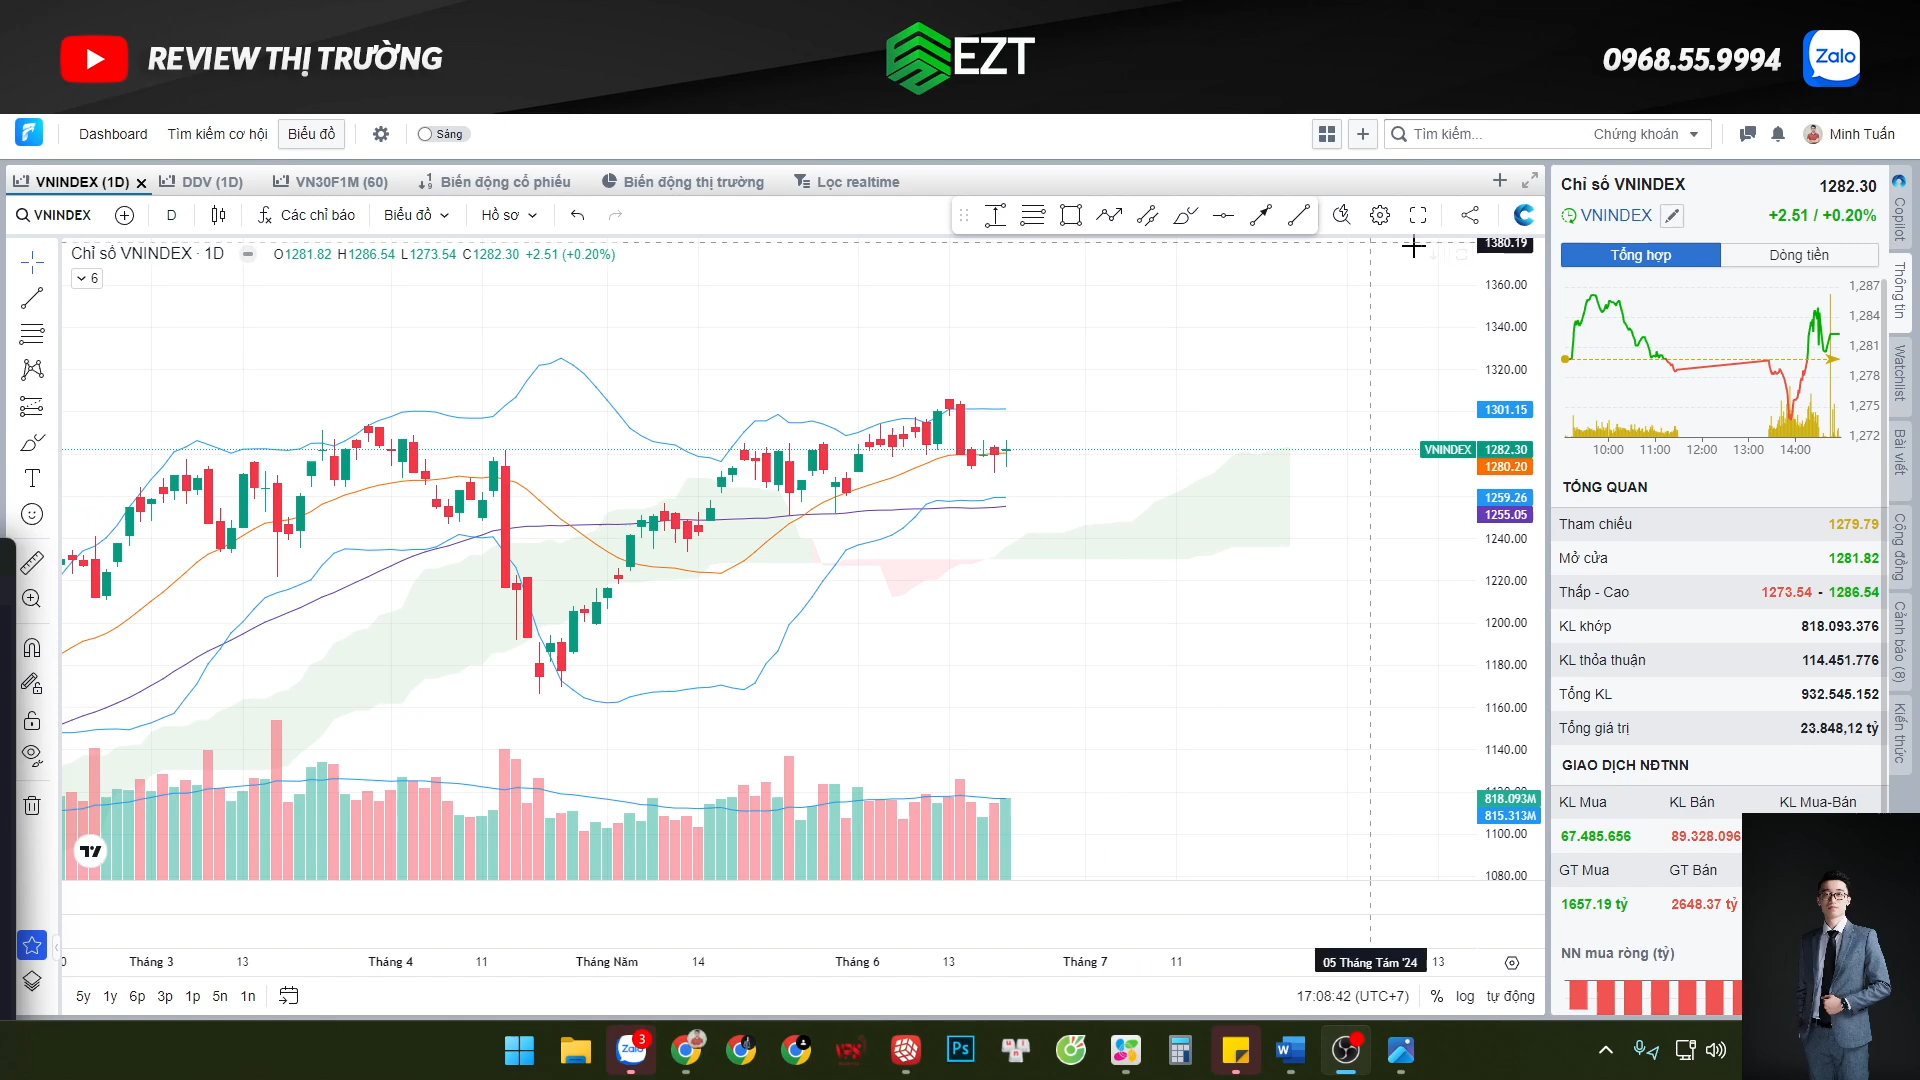 REVIEW THỊ TRƯỜNG
EZT
0968.55.9994
Zalo
Dashboard
Tìm kiếm cơ hội
Biểu đồ
Sáng
Tìm kiếm...
Chứng khoán
Minh Tuấn
VNINDEX (1D)
DDV (1D)
VN30F1M (60)
Biến động cổ phiếu
Biến động thị trường
Lọc realtime
VNINDEX
D
Các chỉ báo
Biểu đồ
Hồ sơ
Chỉ số VNINDEX · 1D
O1281.82 H1286.54 L1273.54 C1282.30 +2.51 (+0.20%)
6
1380.19
1360.00
1340.00
1320.00
1301.15
VNINDEX
1282.30
1280.20
1259.26
1255.05
1240.00
1220.00
1200.00
1180.00
1160.00
1140.00
818.093M
815.313M
1100.00
1080.00
Tháng 3
13
Tháng 4
11
Tháng Năm
14
Tháng 6
13
Tháng 7
11
05 Tháng Tám '24
13
5y
1y
6p
3p
1p
5n
1n
17:08:42 (UTC+7)
%
log
tự động
Chỉ số VNINDEX
1282.30
VNINDEX
+2.51 / +0.20%
Tổng hợp
Dòng tiền
1,287
1,284
1,281
1,278
1,275
1,272
10:00
11:00
12:00
13:00
14:00
TỔNG QUAN
Tham chiếu 1279.79
Mở cửa 1281.82
Thấp - Cao 1273.54 - 1286.54
KL khớp 818.093.376
KL thỏa thuận 114.451.776
Tổng KL 932.545.152
Tổng giá trị 23.848,12 tỷ
GIAO DỊCH NĐTNN
KL Mua KL Bán KL Mua-Bán
67.485.656 89.328.096
GT Mua GT Bán
1657.19 tỷ 2648.37 tỷ
NN mua ròng (tỷ)
Copilot
Thông tin
Watchlist
Bài viết
Cộng đồng
Cảnh báo (8)
Kiến thức
Zalo
3
Ps
W